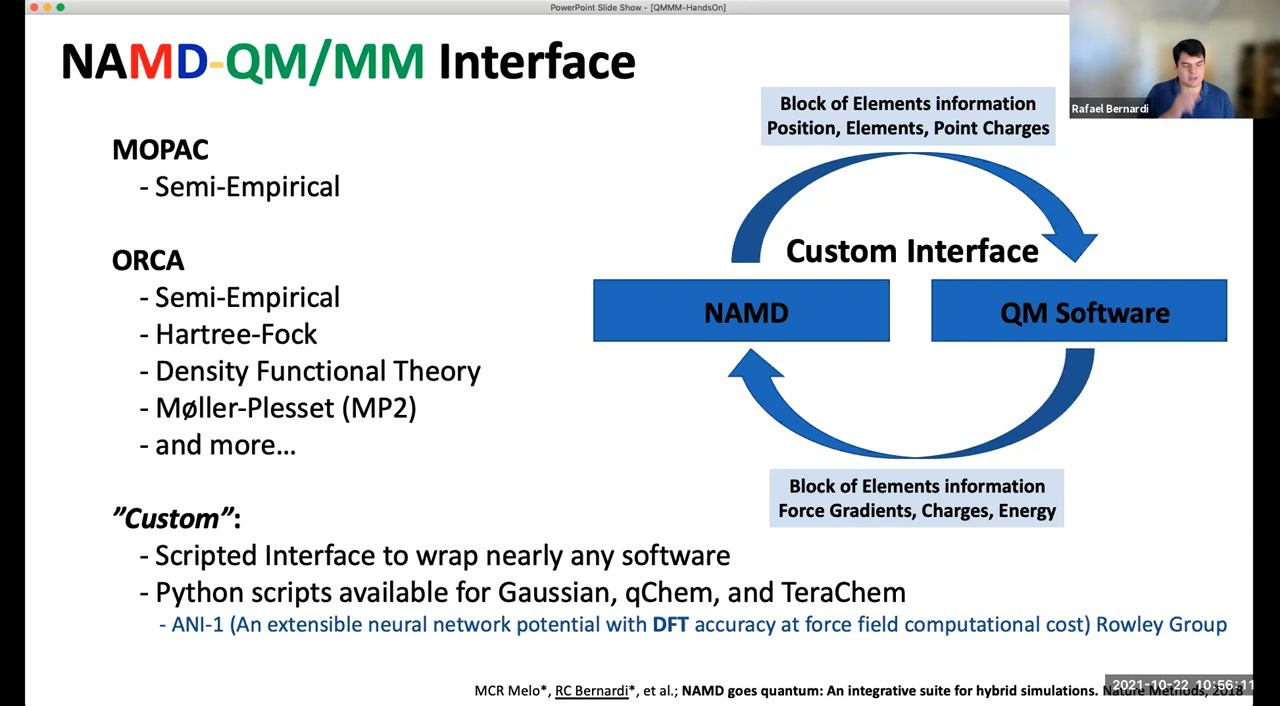 PowerPoint Slide Show - [QMMM-HandsOn]
NAMD-QM/MM Interface
Rafael Bernardi
MOPAC
- Semi-Empirical
ORCA
- Semi-Empirical
- Hartree-Fock
- Density Functional Theory
- Møller-Plesset (MP2)
- and more...
Block of Elements information
Position, Elements, Point Charges
Custom Interface
NAMD
QM Software
Block of Elements information
Force Gradients, Charges, Energy
”Custom”:
- Scripted Interface to wrap nearly any software
- Python scripts available for Gaussian, qChem, and TeraChem
- ANI-1 (An extensible neural network potential with DFT accuracy at force field computational cost) Rowley Group
MCR Melo*, RC Bernardi*, et al.; NAMD goes quantum: An integrative suite for hybrid simulations. Nature Methods, 2018
2021-10-22 10:56:11